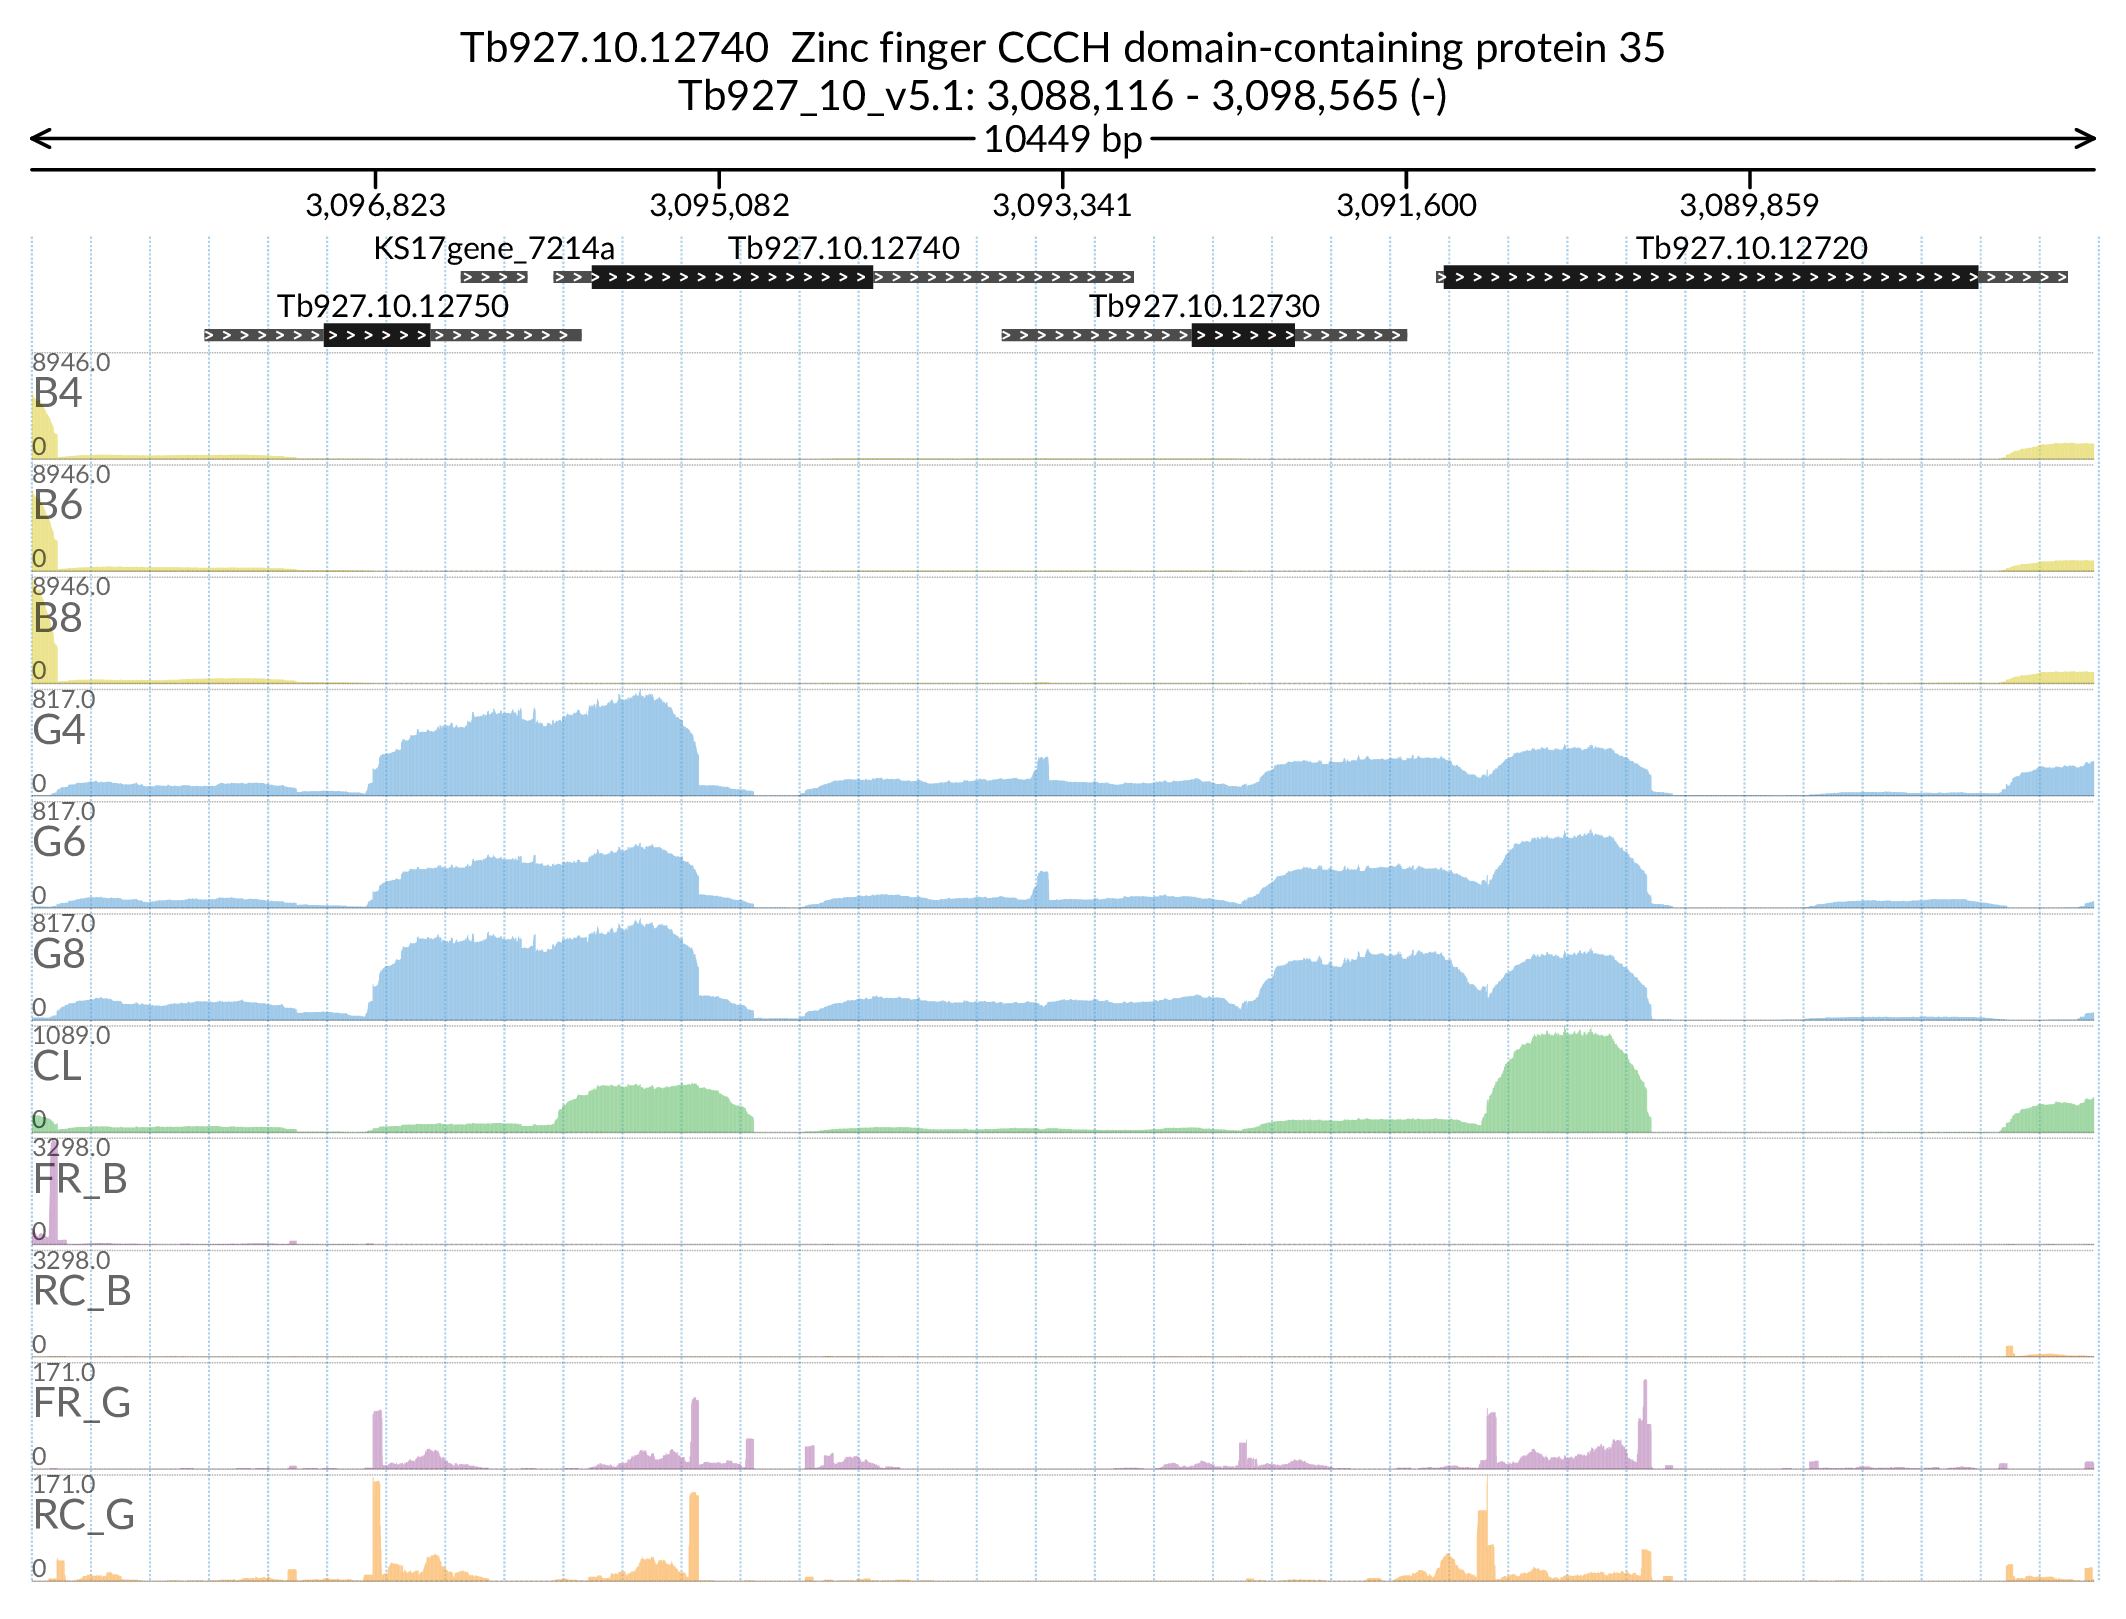 Tb927.10.12740  Zinc finger CCCH domain-containing protein 35
Tb927_10_v5.1: 3,088,116 - 3,098,565 (-)
10449 bp
3,096,823 3,095,082 3,093,341 3,091,600 3,089,859
KS17gene_7214a Tb927.10.12740 Tb927.10.12720
Tb927.10.12750 Tb927.10.12730
8946.0
B4
0
8946.0
B6
0
8946.0
B8
0
817.0
G4
0
817.0
G6
0
817.0
G8
0
1089.0
CL
0
3298.0
FR_B
0
3298.0
RC_B
0
171.0
FR_G
0
171.0
RC_G
0